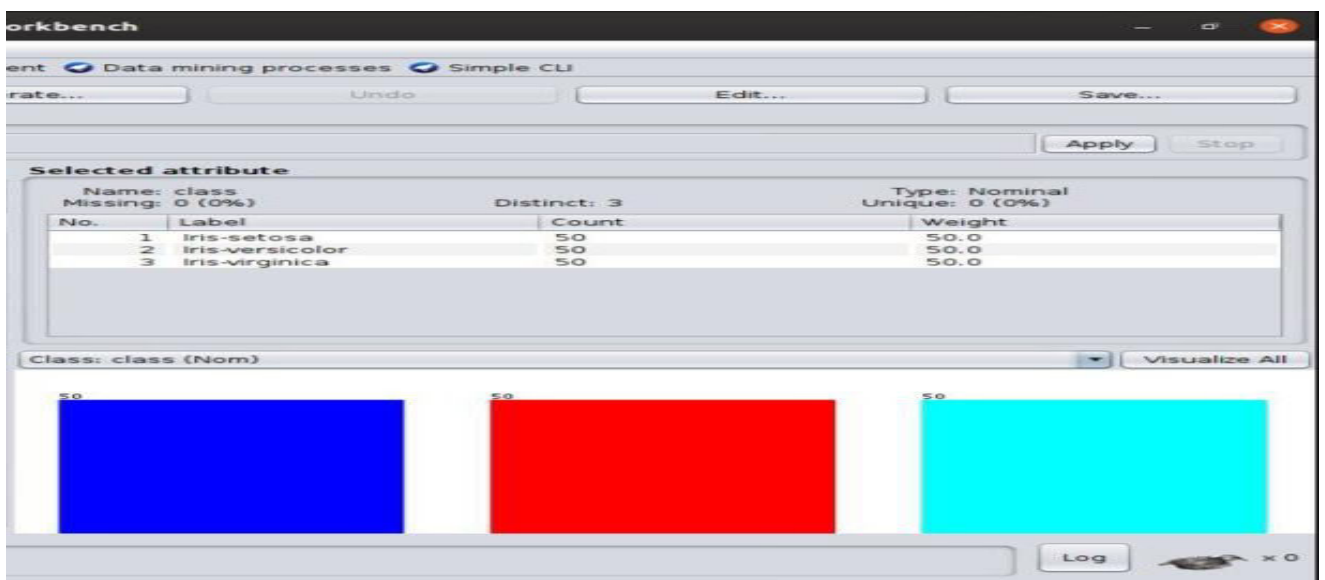 orkbench
ent Data mining processes Simple CLI
rate... Undo Edit... Save...
Apply Stop
Selected attribute
Name: class Type: Nominal
Missing: 0 (0%) Distinct: 3 Unique: 0 (0%)
No. Label Count Weight
1 Iris-setosa 50 50.0
2 Iris-versicolor 50 50.0
3 Iris-virginica 50 50.0
Class: class (Nom) Visualize All
50 50 50
Log x 0